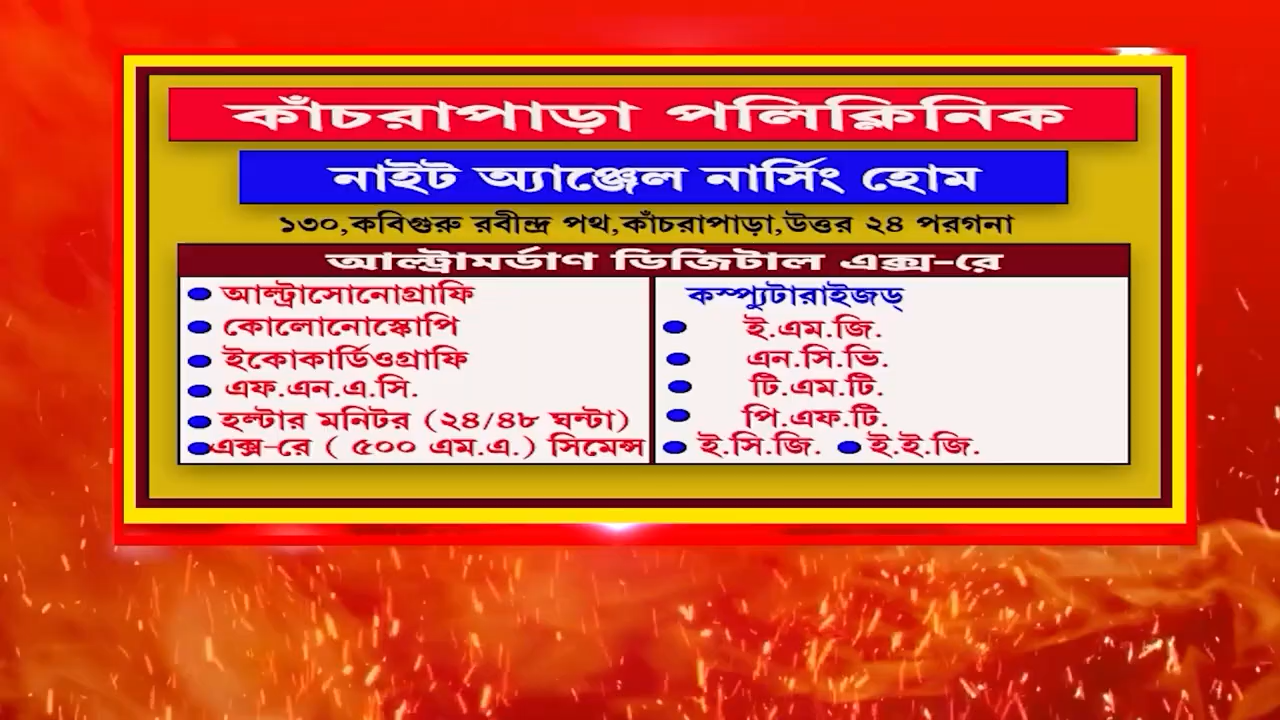 কাঁচরাপাড়া পলিক্লিনিক
নাইট অ্যাঞ্জেল নার্সিং হোম
১৩০,কবিগুরু রবীন্দ্র পথ,কাঁচরাপাড়া,উত্তর ২৪ পরগনা
আল্ট্রামর্ডাণ ডিজিটাল এক্স-রে
আল্ট্রাসোনোগ্রাফি
কোলোনোস্কোপি
ইকোকার্ডিওগ্রাফি
এফ.এন.এ.সি.
হল্টার মনিটর (২৪/৪৮ ঘন্টা)
এক্স-রে ( ৫০০ এম.এ.) সিমেন্স
কম্প্যুটারাইজড্
ই.এম.জি.
এন.সি.ভি.
টি.এম.টি.
পি.এফ.টি.
ই.সি.জি. ই.ই.জি.